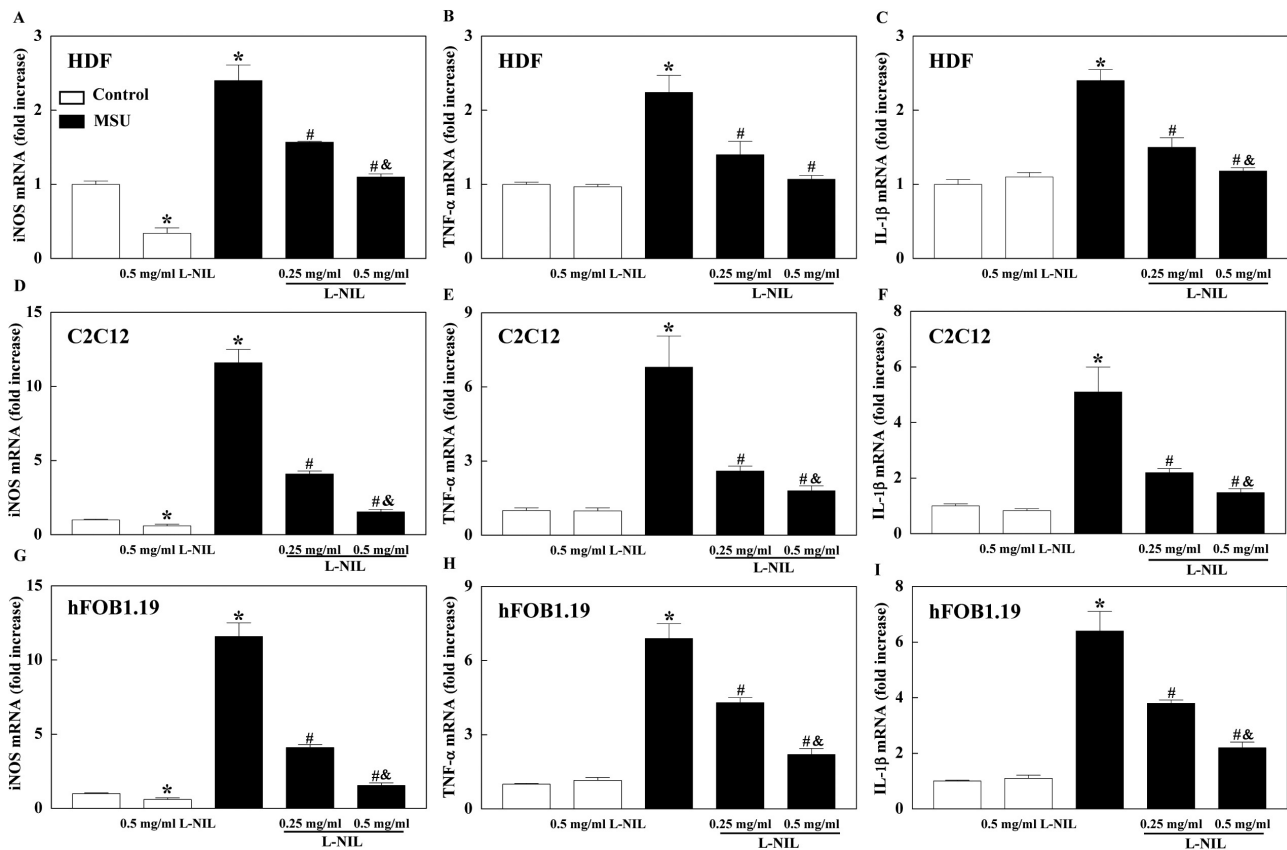 A
iNOS mRNA (fold increase)
3
2
1
0
HDF
Control
MSU
*
*
#
#&
0.5 mg/ml L-NIL
0.25 mg/ml 0.5 mg/ml
L-NIL
B
TNF-α mRNA (fold increase)
3
2
1
0
HDF
*
#
#
0.5 mg/ml L-NIL
0.25 mg/ml 0.5 mg/ml
L-NIL
C
IL-1β mRNA (fold increase)
3
2
1
0
HDF
*
#
#&
0.5 mg/ml L-NIL
0.25 mg/ml 0.5 mg/ml
L-NIL
D
iNOS mRNA (fold increase)
15
10
5
0
C2C12
*
*
#
#&
0.5 mg/ml L-NIL
0.25 mg/ml 0.5 mg/ml
L-NIL
E
TNF-α mRNA (fold increase)
9
6
3
0
C2C12
*
#
#&
0.5 mg/ml L-NIL
0.25 mg/ml 0.5 mg/ml
L-NIL
F
IL-1β mRNA (fold increase)
8
6
4
2
0
C2C12
*
#
#&
0.5 mg/ml L-NIL
0.25 mg/ml 0.5 mg/ml
L-NIL
G
iNOS mRNA (fold increase)
15
10
5
0
hFOB1.19
*
*
#
#&
0.5 mg/ml L-NIL
0.25 mg/ml 0.5 mg/ml
L-NIL
H
TNF-α mRNA (fold increase)
9
6
3
0
hFOB1.19
*
#
#&
0.5 mg/ml L-NIL
0.25 mg/ml 0.5 mg/ml
L-NIL
I
IL-1β mRNA (fold increase)
8
6
4
2
0
hFOB1.19
*
#
#&
0.5 mg/ml L-NIL
0.25 mg/ml 0.5 mg/ml
L-NIL